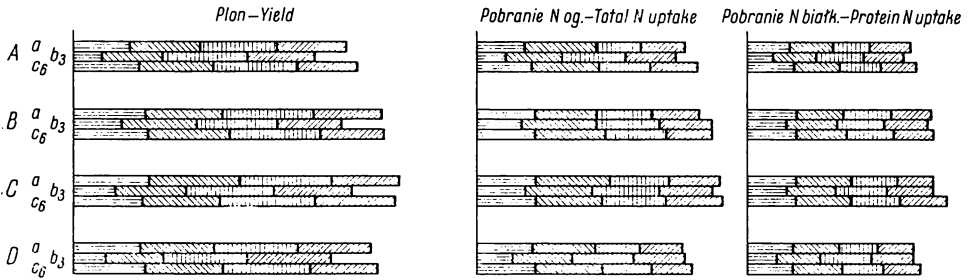 Plon-Yield
Pobranie N og.-Total N uptake
Pobranie N białk.-Protein N uptake
A a b3 c6
B a b3 c6
C a b3 c6
D a b3 c6